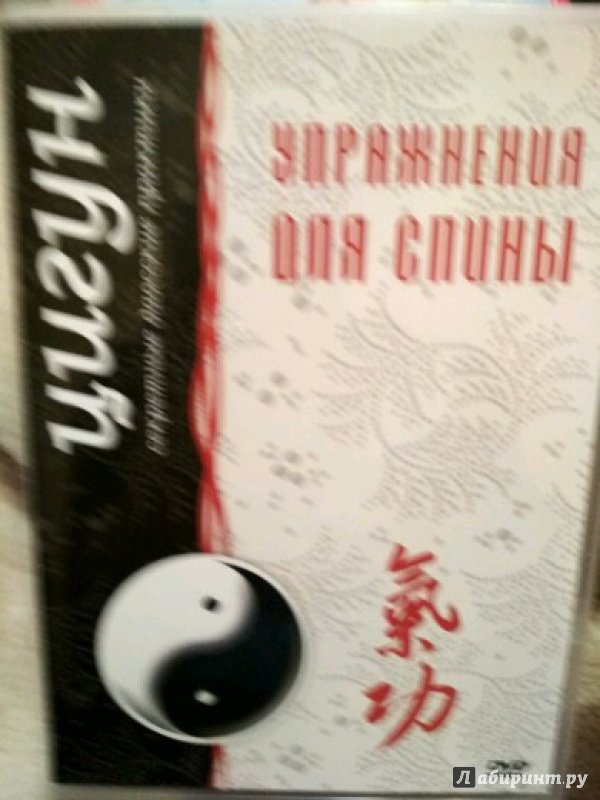 цигун
УПРАЖНЕНИЯ
ДЛЯ СПИНЫ
氣
功
DVD
Лабиринт.ру